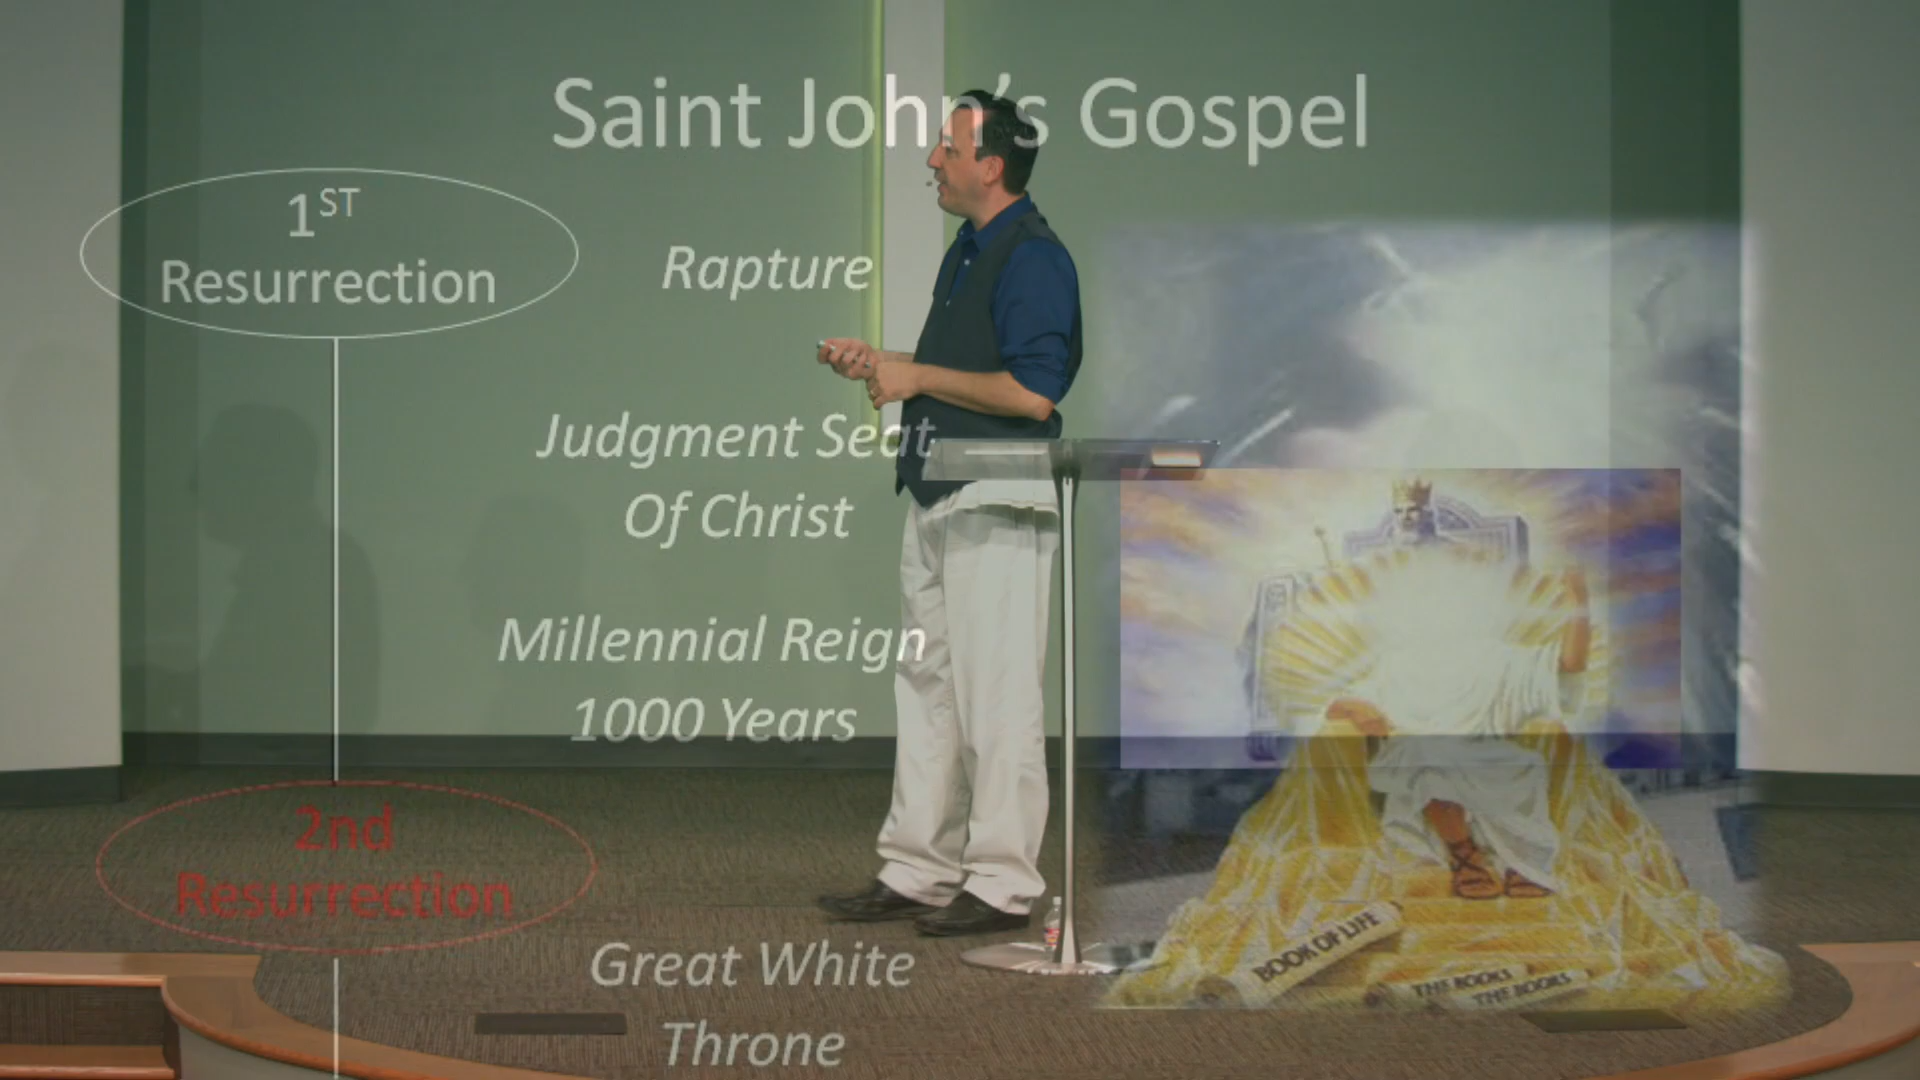 Saint John's Gospel
1ST
Resurrection
Rapture
Judgment Seat
Of Christ
Millennial Reign
1000 Years
2nd
Resurrection
Great White
Throne
BOOK OF LIFE
THE BOOKS
THE BOOKS